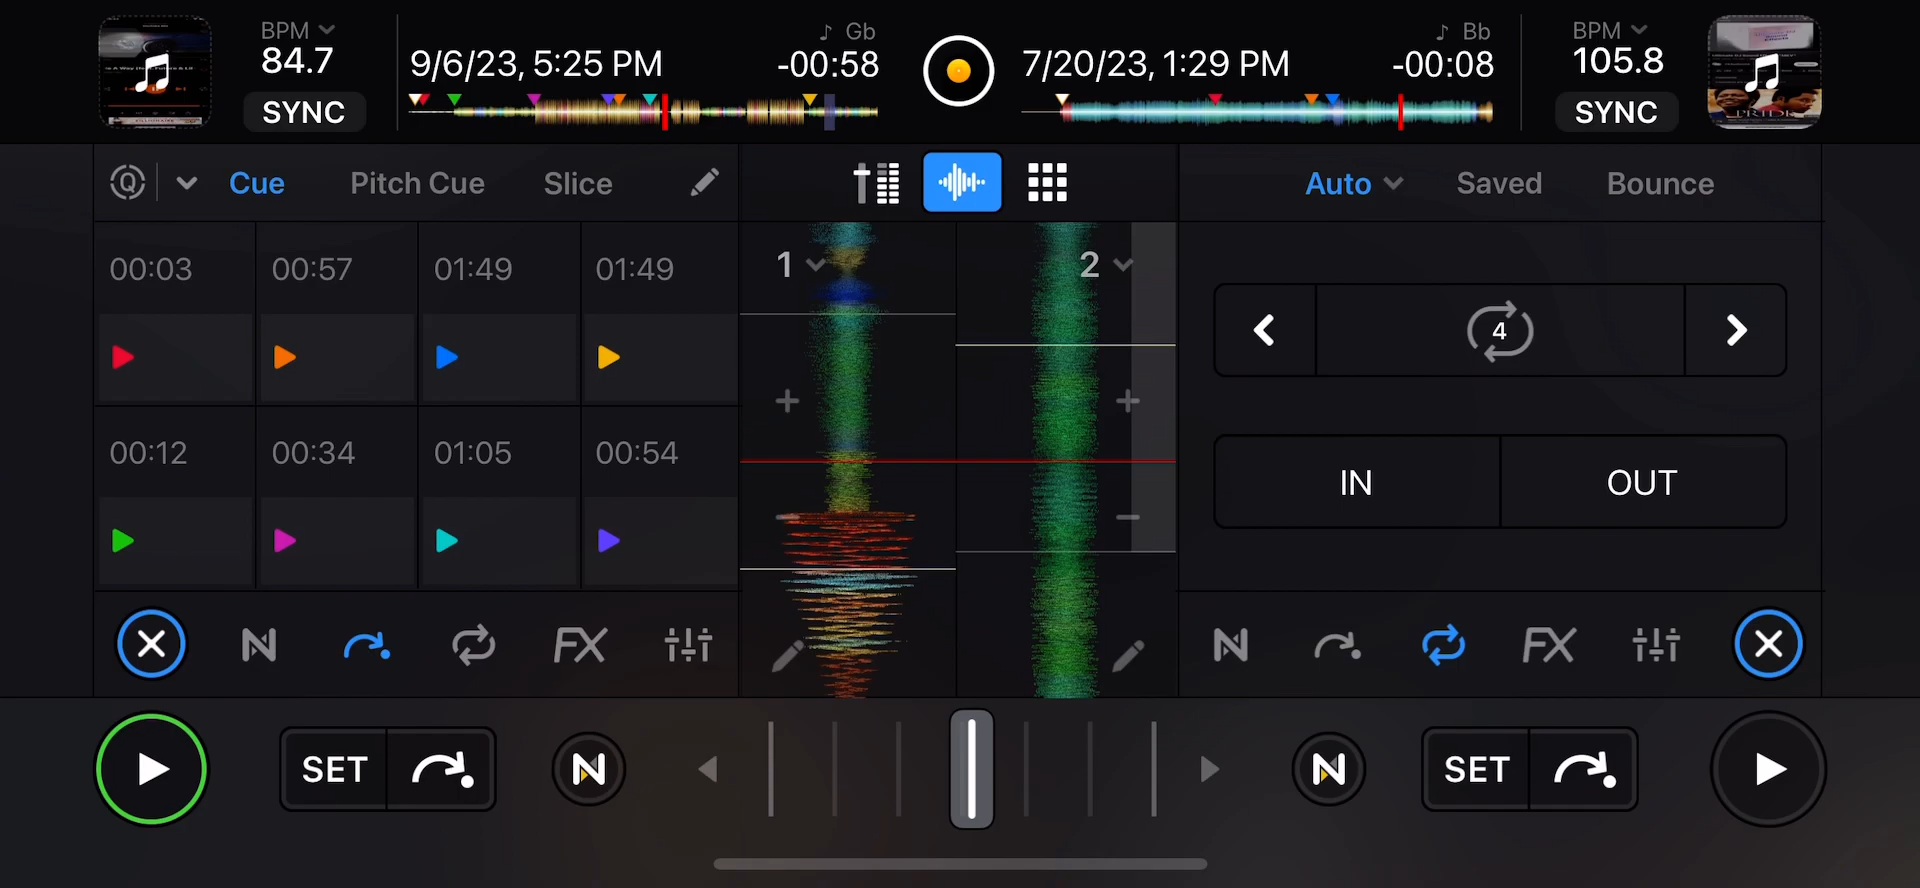 BPM
84.7
SYNC
9/6/23, 5:25 PM
Gb
-00:58
7/20/23, 1:29 PM
Bb
-00:08
BPM
105.8
SYNC
PRIDE
Cue
Pitch Cue
Slice
Auto
Saved
Bounce
00:03
00:57
01:49
01:49
1
2
4
00:12
00:34
01:05
00:54
IN
OUT
FX
FX
SET
SET